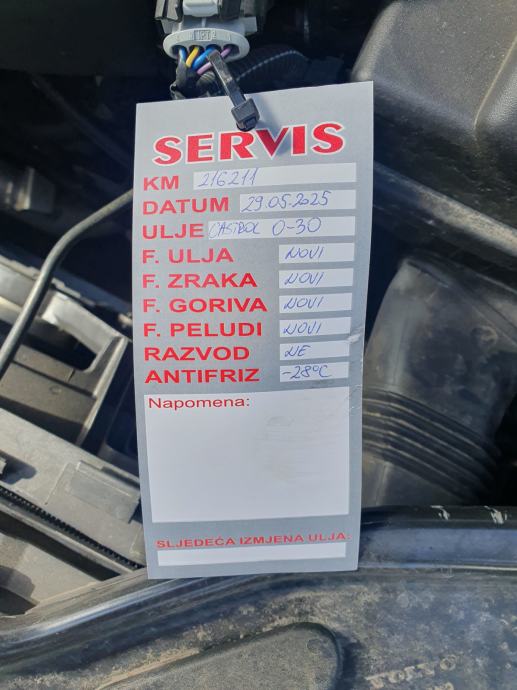 SERVIS
KM 216211
DATUM 29.05.2025
ULJE CASTROL 0-30
F. ULJA NOVI
F. ZRAKA NOVI
F. GORIVA NOVI
F. PELUDI NOVI
RAZVOD NE
ANTIFRIZ -28°C
Napomena:
SLJEDEĆA IZMJENA ULJA:
VOLVO